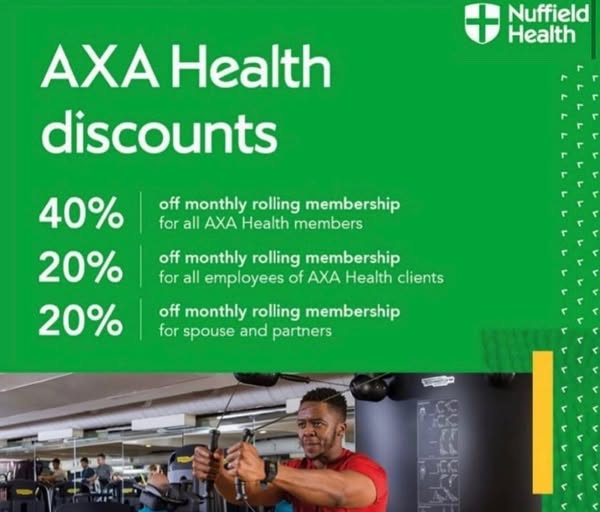 Nuffield
Health
AXA Health
discounts
40%
off monthly rolling membership
for all AXA Health members
20%
off monthly rolling membership
for all employees of AXA Health clients
20%
off monthly rolling membership
for spouse and partners